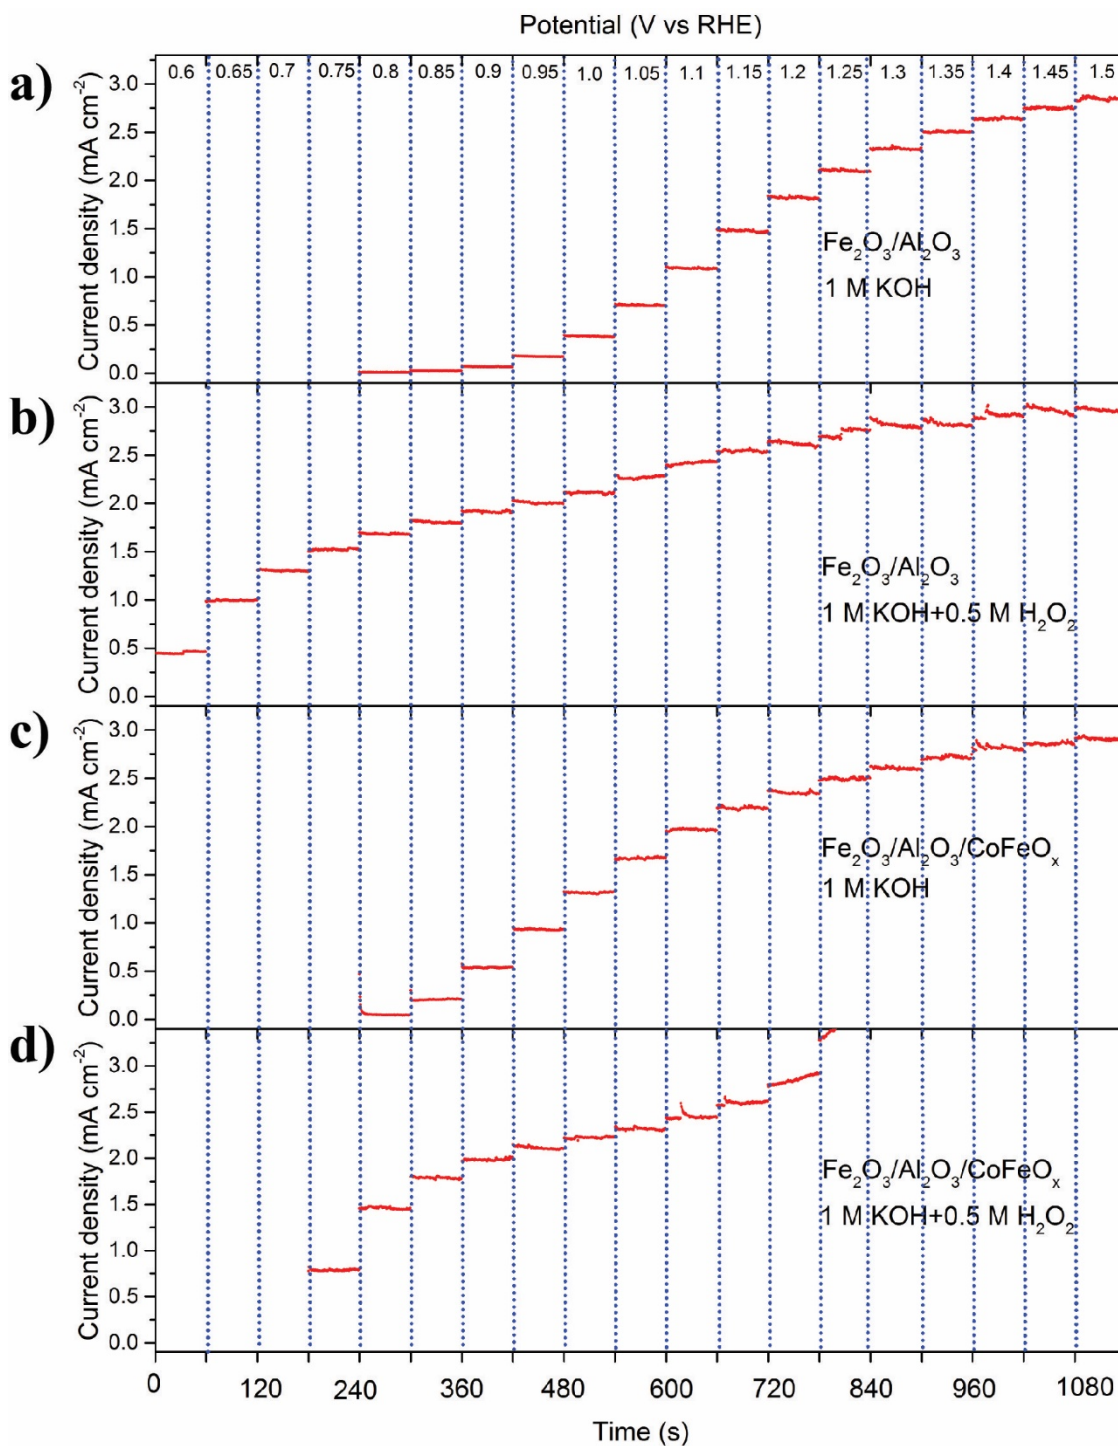 Potential (V vs RHE)
a)
0.6 0.65 0.7 0.75 0.8 0.85 0.9 0.95 1.0 1.05 1.1 1.15 1.2 1.25 1.3 1.35 1.4 1.45 1.5
Current density (mA cm⁻²)
3.0
2.5
2.0
1.5
1.0
0.5
0.0
Fe₂O₃/Al₂O₃
1 M KOH
b)
Current density (mA cm⁻²)
3.0
2.5
2.0
1.5
1.0
0.5
0.0
Fe₂O₃/Al₂O₃
1 M KOH+0.5 M H₂O₂
c)
Current density (mA cm⁻²)
3.0
2.5
2.0
1.5
1.0
0.5
0.0
Fe₂O₃/Al₂O₃/CoFeOₓ
1 M KOH
d)
Current density (mA cm⁻²)
3.0
2.5
2.0
1.5
1.0
0.5
0.0
Fe₂O₃/Al₂O₃/CoFeOₓ
1 M KOH+0.5 M H₂O₂
0 120 240 360 480 600 720 840 960 1080
Time (s)